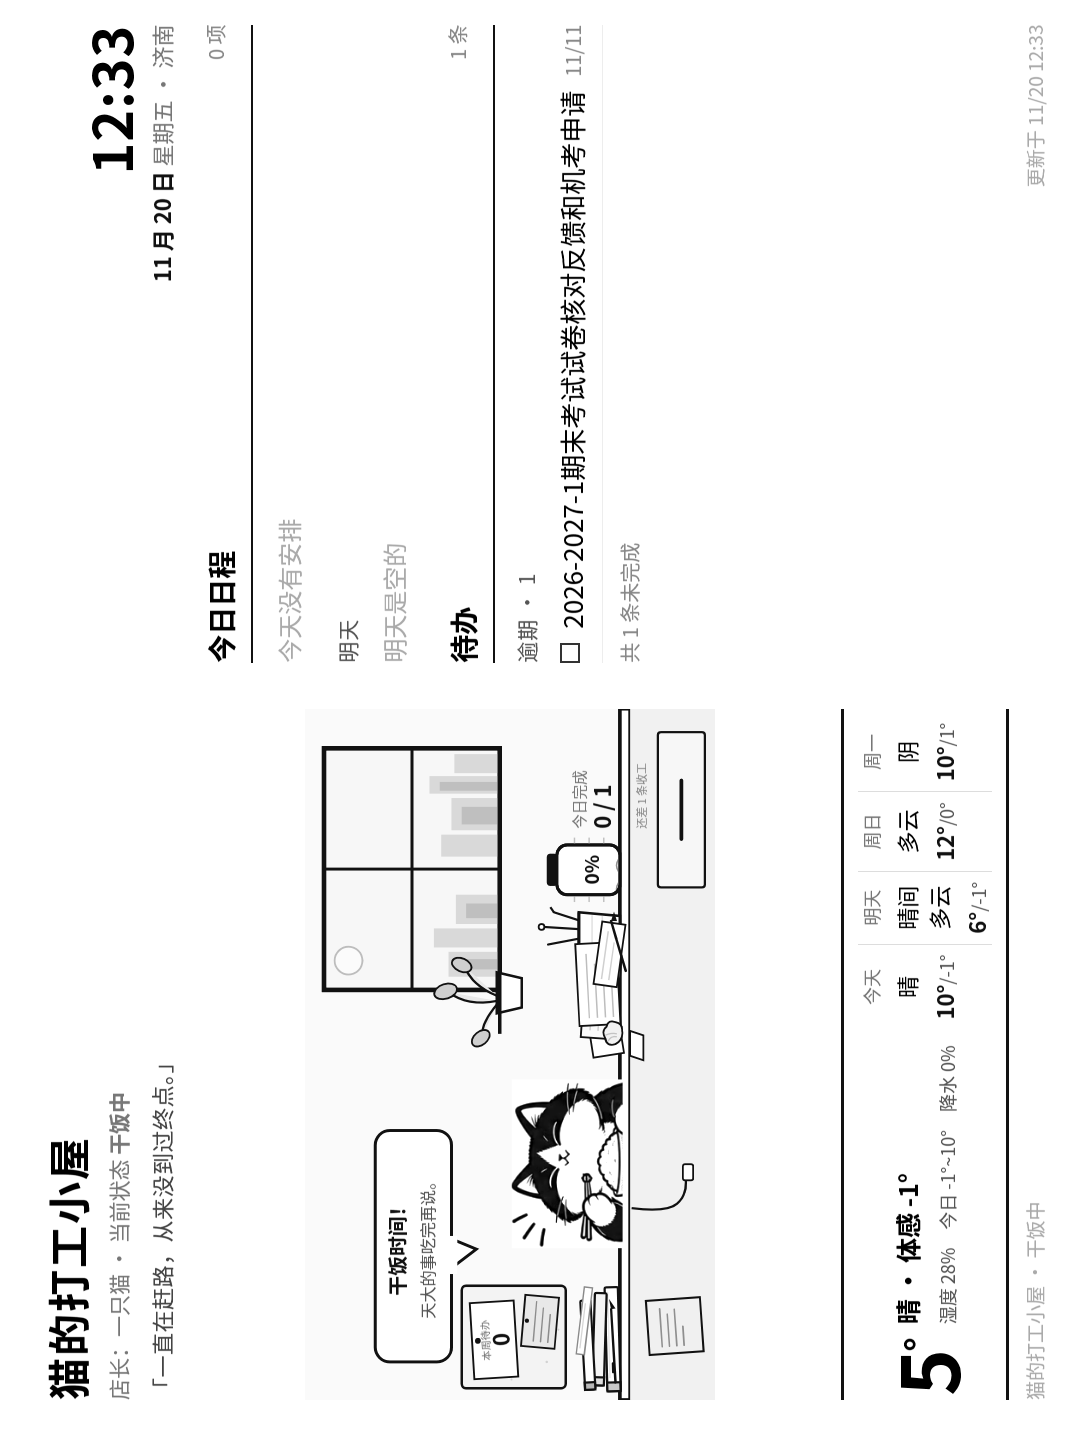 猫的打工小屋
店长：一只猫 · 当前状态 干饭中
「一直在赶路，从来没到过终点。」
干饭时间！
天大的事吃完再说。
本周待办
0
0%
今日完成
0 / 1
还差 1 条收工
5° 晴 · 体感 -1°
湿度 28% 今日 -1°~10° 降水 0%
今天 晴 10°/-1°
明天 晴间多云 6°/-1°
周日 多云 12°/0°
周一 阴 10°/1°
猫的打工小屋 · 干饭中
12:33
11 月 20 日 星期五 · 济南
今日日程 0 项
今天没有安排
明天
明天是空的
待办 1 条
逾期 · 1
2026-2027-1期末考试试卷核对反馈和机考申请 11/11
共 1 条未完成
更新于 11/20 12:33